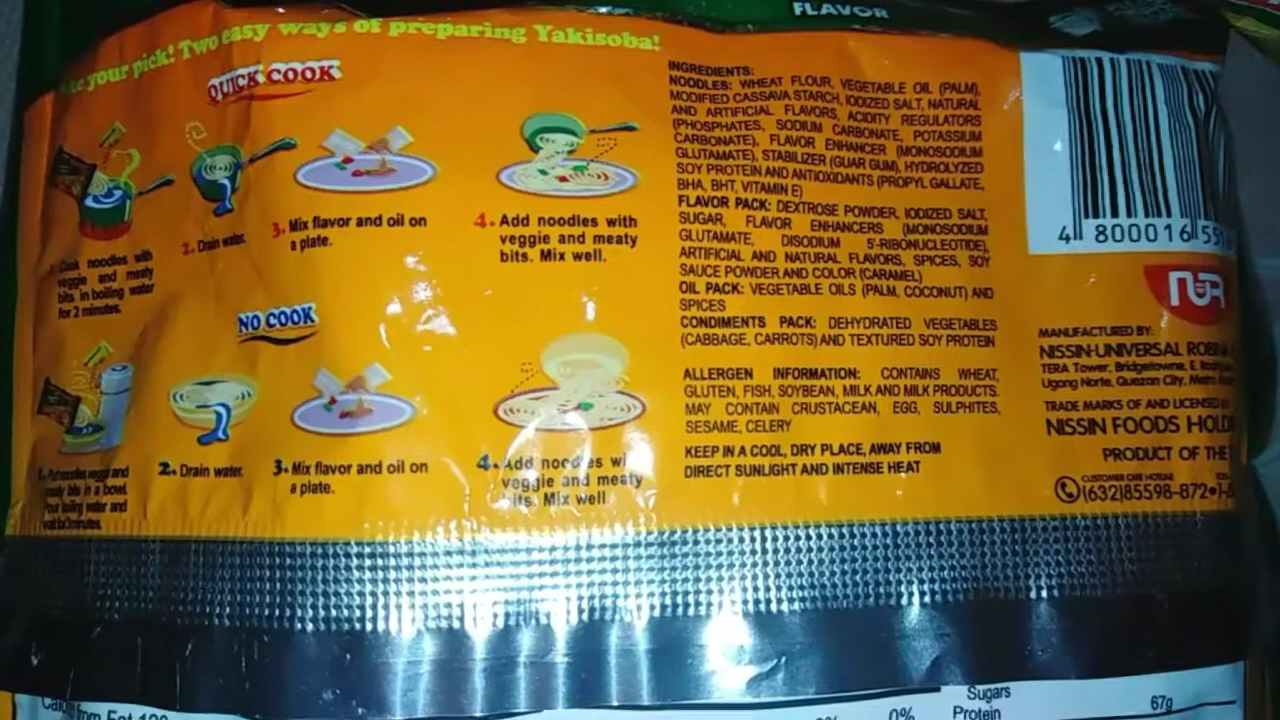 FLAVOR
your pick! Two easy ways of preparing Yakisoba!
QUICK COOK
1. Cook noodles with
veggie and meaty
bits in boiling water
for 2 minutes.
2. Drain water.
3. Mix flavor and oil on
a plate.
4. Add noodles with
veggie and meaty
bits. Mix well.
NO COOK
1. Put noodles, veggie and
meaty bits in a bowl.
Pour boiling water and
wait for 3 minutes.
2. Drain water.
3. Mix flavor and oil on
a plate.
4. Add noodles with
veggie and meaty
bits. Mix well.
INGREDIENTS:
NOODLES: WHEAT FLOUR, VEGETABLE OIL (PALM),
MODIFIED CASSAVA STARCH, IODIZED SALT, NATURAL
AND ARTIFICIAL FLAVORS, ACIDITY REGULATORS
(PHOSPHATES, SODIUM CARBONATE, POTASSIUM
CARBONATE), FLAVOR ENHANCER (MONOSODIUM
GLUTAMATE), STABILIZER (GUAR GUM), HYDROLYZED
SOY PROTEIN AND ANTIOXIDANTS (PROPYL GALLATE,
BHA, BHT, VITAMIN E)
FLAVOR PACK: DEXTROSE POWDER, IODIZED SALT,
SUGAR, FLAVOR ENHANCERS (MONOSODIUM
GLUTAMATE, DISODIUM 5'-RIBONUCLEOTIDE),
ARTIFICIAL AND NATURAL FLAVORS, SPICES, SOY
SAUCE POWDER AND COLOR (CARAMEL)
OIL PACK: VEGETABLE OILS (PALM, COCONUT) AND
SPICES
CONDIMENTS PACK: DEHYDRATED VEGETABLES
(CABBAGE, CARROTS) AND TEXTURED SOY PROTEIN
ALLERGEN INFORMATION: CONTAINS WHEAT,
GLUTEN, FISH, SOYBEAN, MILK AND MILK PRODUCTS.
MAY CONTAIN CRUSTACEAN, EGG, SULPHITES,
SESAME, CELERY
KEEP IN A COOL, DRY PLACE, AWAY FROM
DIRECT SUNLIGHT AND INTENSE HEAT
4 800016 551
NUR
MANUFACTURED BY:
NISSIN-UNIVERSAL
TERA Tower, Bridgetowne, E.
Ugong Norte, Quezon City,
TRADE MARKS OF AND LICENSED
NISSIN FOODS
PRODUCT OF THE
CUSTOMER CARE HOTLINE
(632)85598-872•1-
from Fat
0%
Sugars
Protein
67g